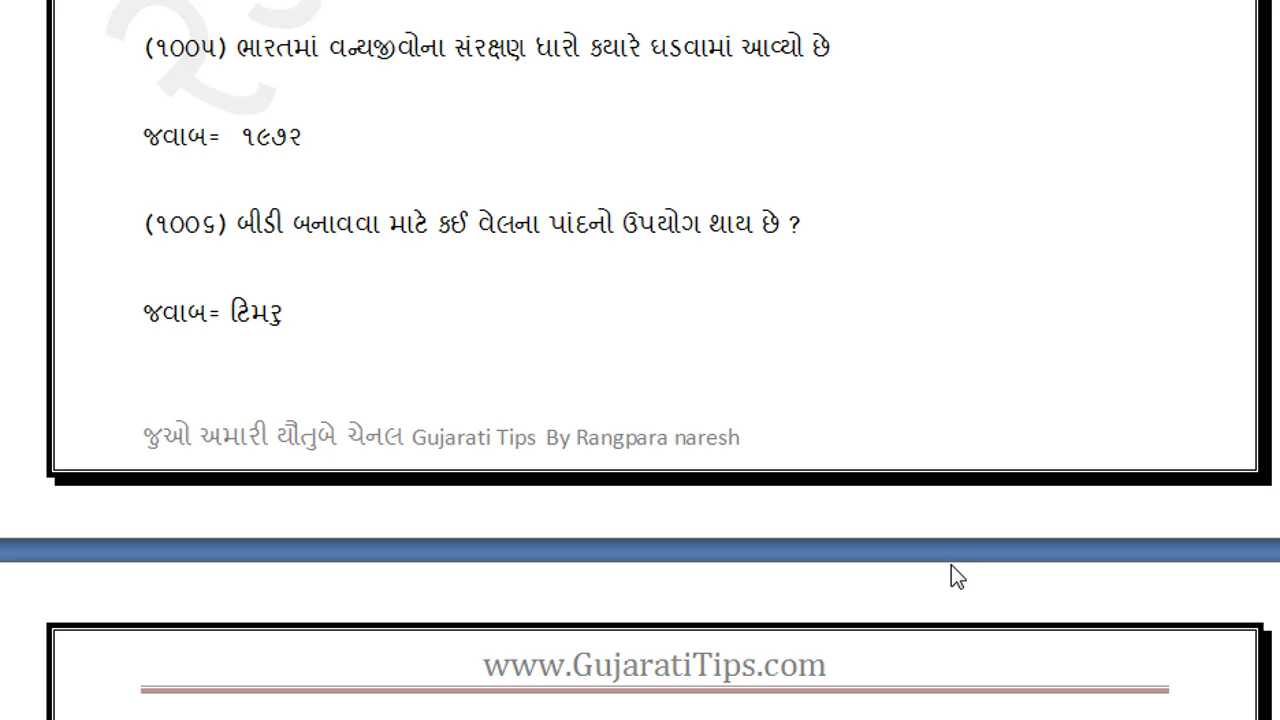 (૧૦૦૫) ભારતમાં વન્યજીવોના સંરક્ષણ ધારો ક્યારે ઘડવામાં આવ્યો છે
જવાબ= ૧૯૭૨
(૧૦૦૬) બીડી બનાવવા માટે કઈ વેલના પાંદનો ઉપયોગ થાય છે ?
જવાબ= ટિમરુ
જુઓ અમારી યૌતુબે ચેનલ Gujarati Tips By Rangpara naresh
www.GujaratiTips.com